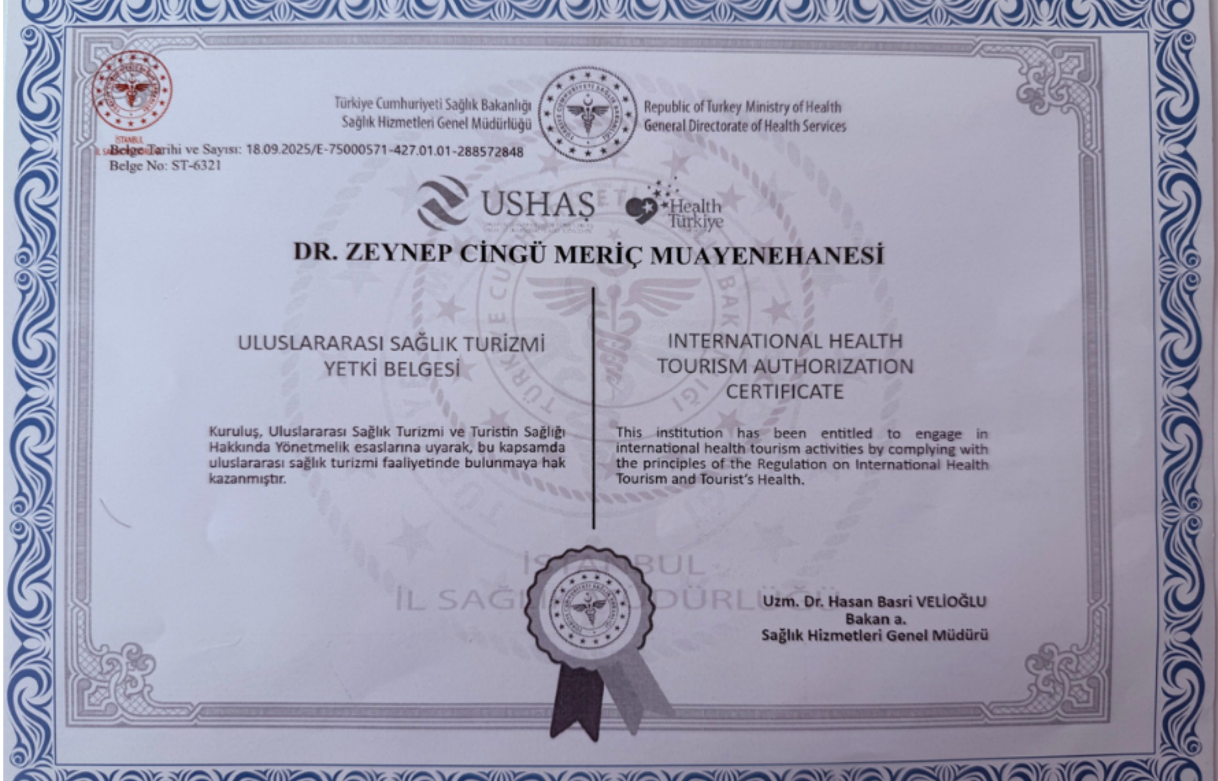 Türkiye Cumhuriyeti Sağlık Bakanlığı
Sağlık Hizmetleri Genel Müdürlüğü
Republic of Turkey Ministry of Health
General Directorate of Health Services
İSTANBUL
Belge Tarihi ve Sayısı: 18.09.2025/E-75000571-427.01.01-288572848
Belge No: ST-6321
USHAŞ
Health
Türkiye
DR. ZEYNEP CİNGÜ MERİÇ MUAYENEHANESİ
ULUSLARARASI SAĞLIK TURİZMİ
YETKİ BELGESİ
Kuruluş, Uluslararası Sağlık Turizmi ve Turistin Sağlığı
Hakkında Yönetmelik esaslarına uyarak, bu kapsamda
uluslararası sağlık turizmi faaliyetinde bulunmaya hak
kazanmıştır.
INTERNATIONAL HEALTH
TOURISM AUTHORIZATION
CERTIFICATE
This institution has been entitled to engage in
international health tourism activities by complying with
the principles of the Regulation on International Health
Tourism and Tourist's Health.
İSTANBUL
Uzm. Dr. Hasan Basri VELİOĞLU
Bakan a.
Sağlık Hizmetleri Genel Müdürü